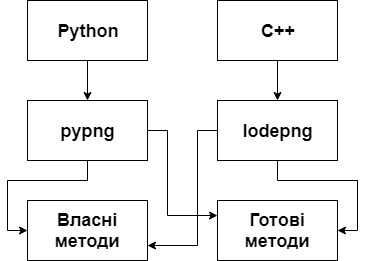 Python
C++
pypng
lodepng
Власні
методи
Готові
методи